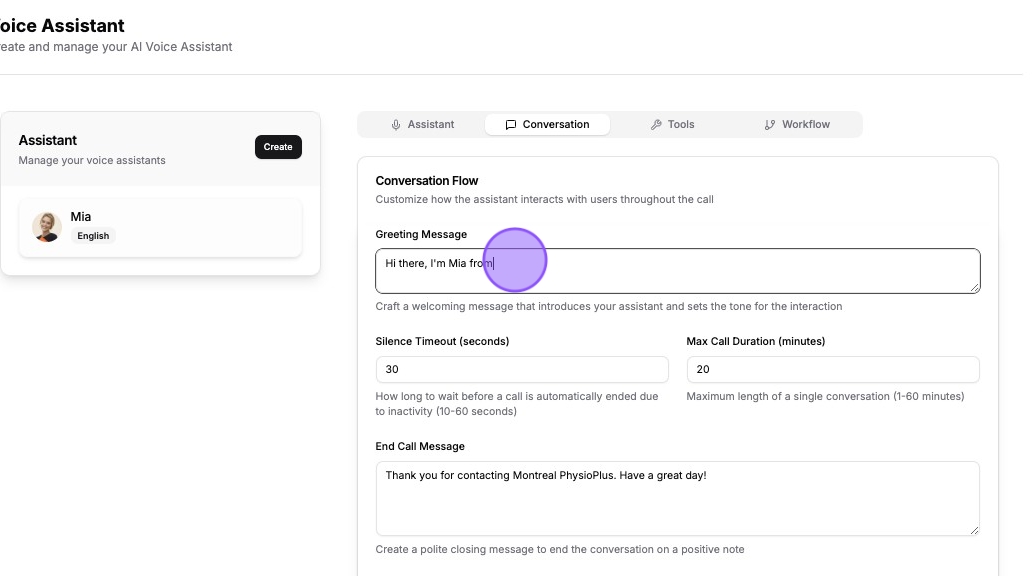 oice Assistant
eate and manage your AI Voice Assistant
Assistant
Manage your voice assistants
Create
Mia
English
Assistant
Conversation
Tools
Workflow
Conversation Flow
Customize how the assistant interacts with users throughout the call
Greeting Message
Hi there, I'm Mia from
Craft a welcoming message that introduces your assistant and sets the tone for the interaction
Silence Timeout (seconds)
30
How long to wait before a call is automatically ended due
to inactivity (10-60 seconds)
Max Call Duration (minutes)
20
Maximum length of a single conversation (1-60 minutes)
End Call Message
Thank you for contacting Montreal PhysioPlus. Have a great day!
Create a polite closing message to end the conversation on a positive note